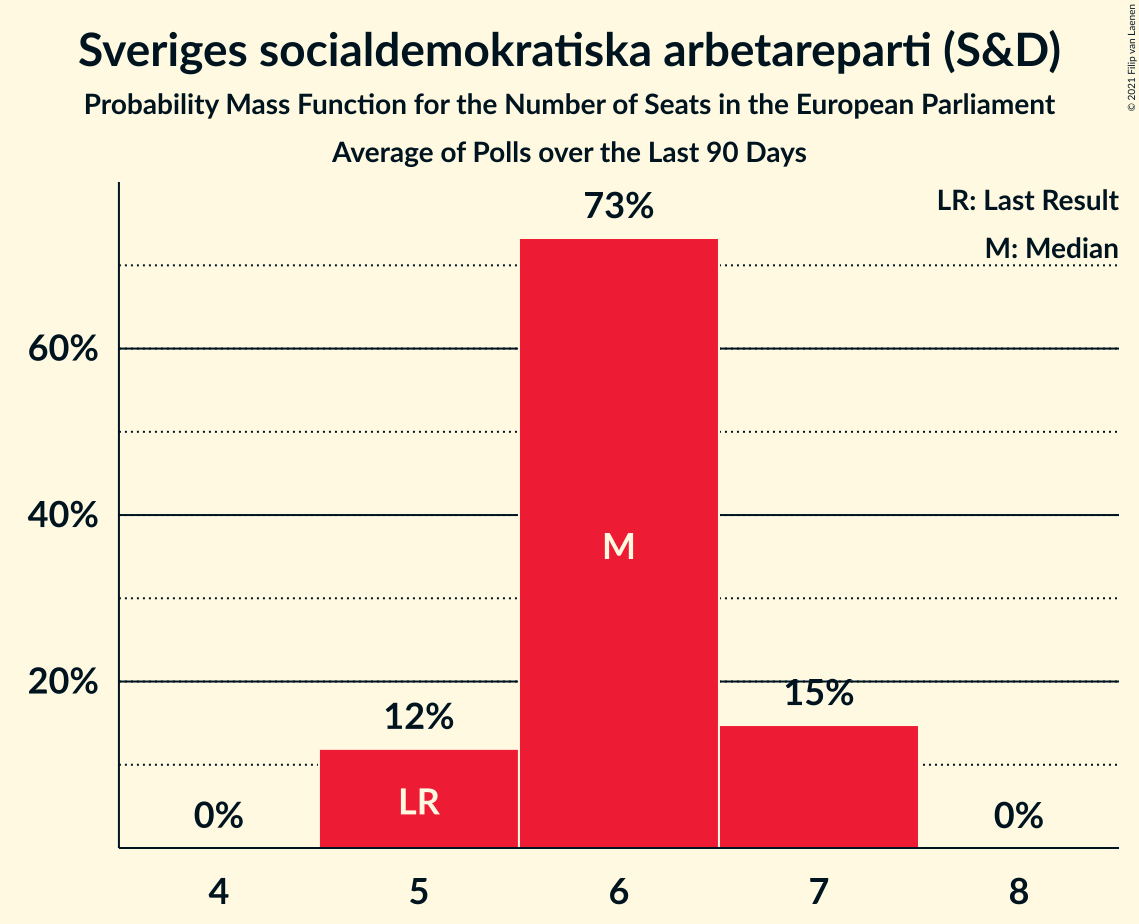 Sveriges socialdemokratiska arbetareparti (S&D)
Probability Mass Function for the Number of Seats in the European Parliament
Average of Polls over the Last 90 Days
© 2021 Filip van Laenen
LR: Last Result
M: Median
73%
60%
40%
M
20%
15%
12%
LR
0%
0%
4 5 6 7 8